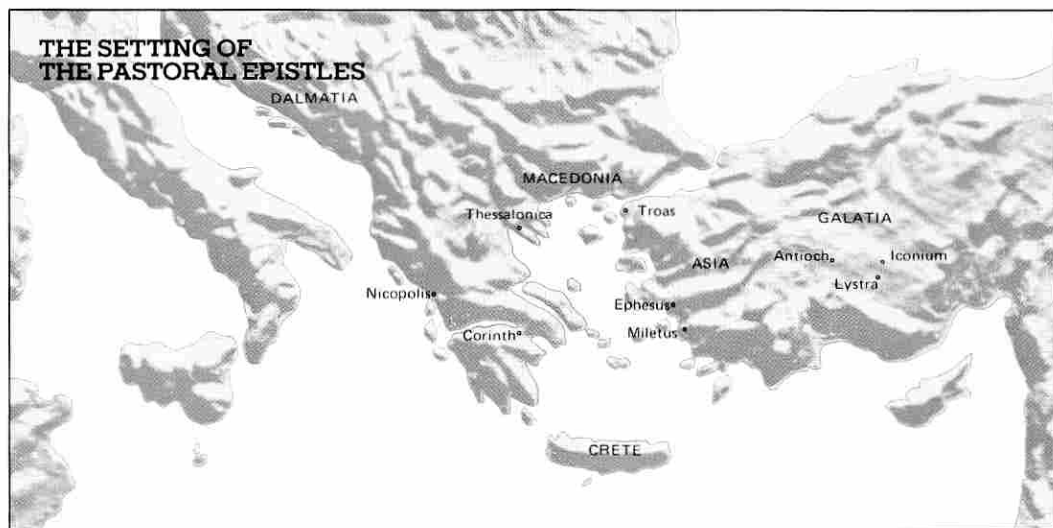 THE SETTING OF
THE PASTORAL EPISTLES
DALMATIA
MACEDONIA
Thessalonica
Troas
GALATIA
ASIA
Antioch
Iconium
Lystra
Nicopolis
Ephesus
Corinth
Miletus
CRETE